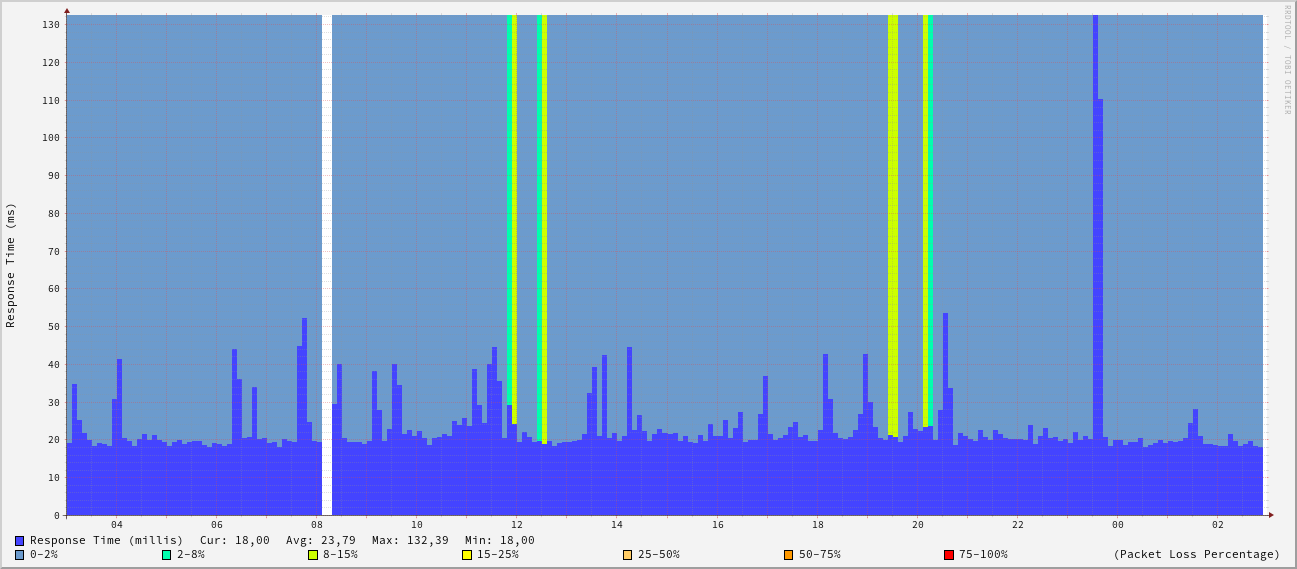 RRDTOOL / TOBI OETIKER
Response Time (ms)
130
120
110
100
90
80
70
60
50
40
30
20
10
0
04 06 08 10 12 14 16 18 20 22 00 02
Response Time (millis) Cur: 18,00 Avg: 23,79 Max: 132,39 Min: 18,00
0-2% 2-8% 8-15% 15-25% 25-50% 50-75% 75-100% (Packet Loss Percentage)